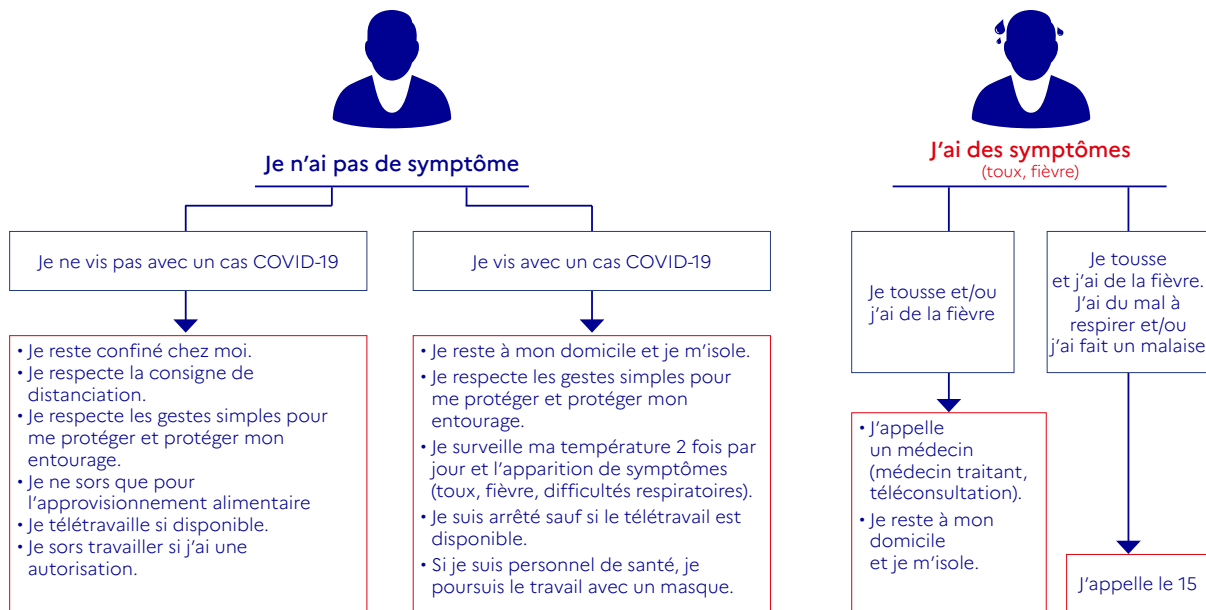 Je n'ai pas de symptôme
Je ne vis pas avec un cas COVID-19
• Je reste confiné chez moi.
• Je respecte la consigne de
distanciation.
• Je respecte les gestes simples pour
me protéger et protéger mon
entourage.
• Je ne sors que pour
l'approvisionnement alimentaire
• Je télétravaille si disponible.
• Je sors travailler si j'ai une
autorisation.
Je vis avec un cas COVID-19
• Je reste à mon domicile et je m'isole.
• Je respecte les gestes simples pour
me protéger et protéger mon
entourage.
• Je surveille ma température 2 fois par
jour et l'apparition de symptômes
(toux, fièvre, difficultés respiratoires).
• Je suis arrêté sauf si le télétravail est
disponible.
• Si je suis personnel de santé, je
poursuis le travail avec un masque.
J'ai des symptômes
(toux, fièvre)
Je tousse et/ou
j'ai de la fièvre
• J'appelle
un médecin
(médecin traitant,
téléconsultation).
• Je reste à mon
domicile
et je m'isole.
Je tousse
et j'ai de la fièvre.
J'ai du mal à
respirer et/ou
j'ai fait un malaise
J'appelle le 15